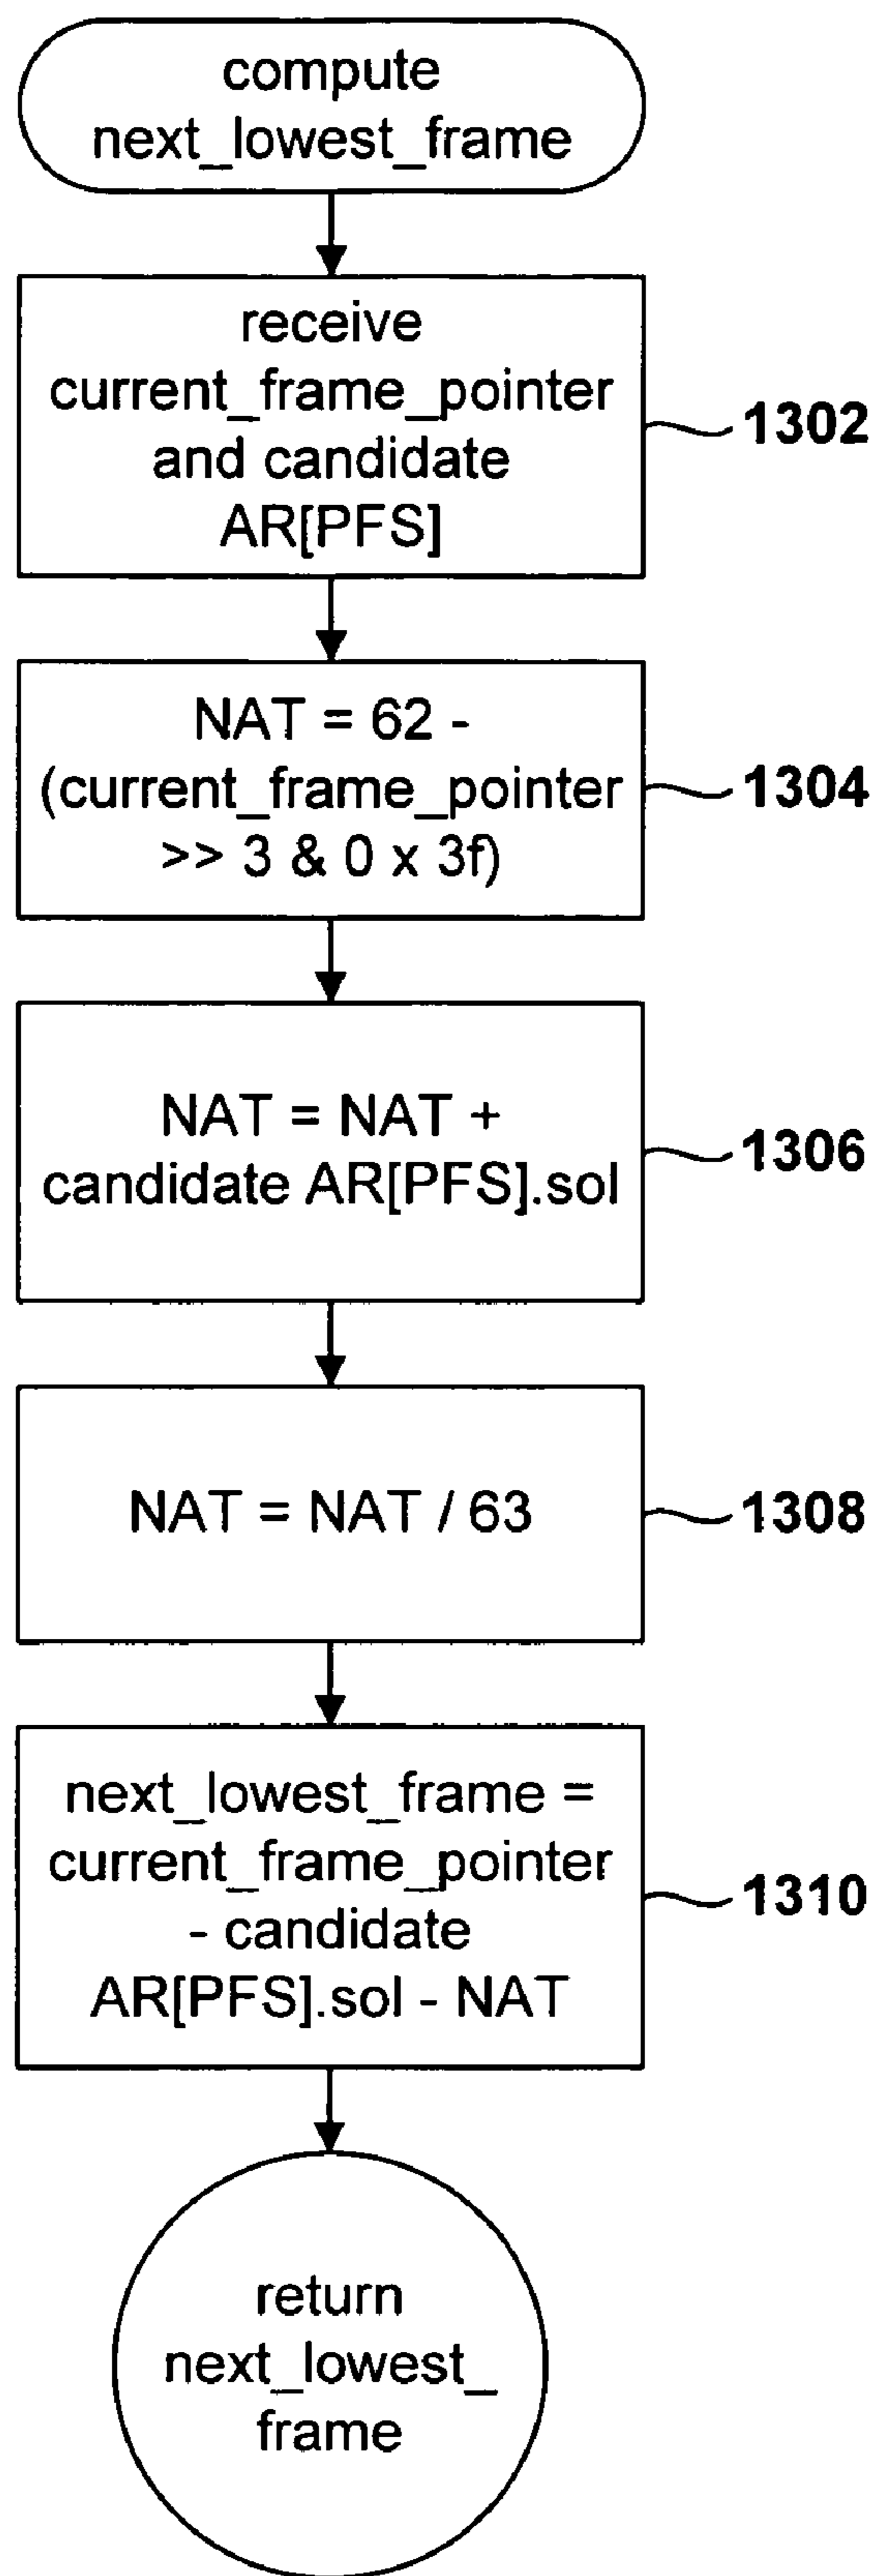 compute
next_lowest_frame
receive
current_frame_pointer
and candidate
AR[PFS]
1302
NAT = 62 -
(current_frame_pointer
>> 3 & 0 x 3f)
1304
NAT = NAT +
candidate AR[PFS].sol
1306
NAT = NAT / 63
1308
next_lowest_frame =
current_frame_pointer
- candidate
AR[PFS].sol - NAT
1310
return
next_lowest_
frame